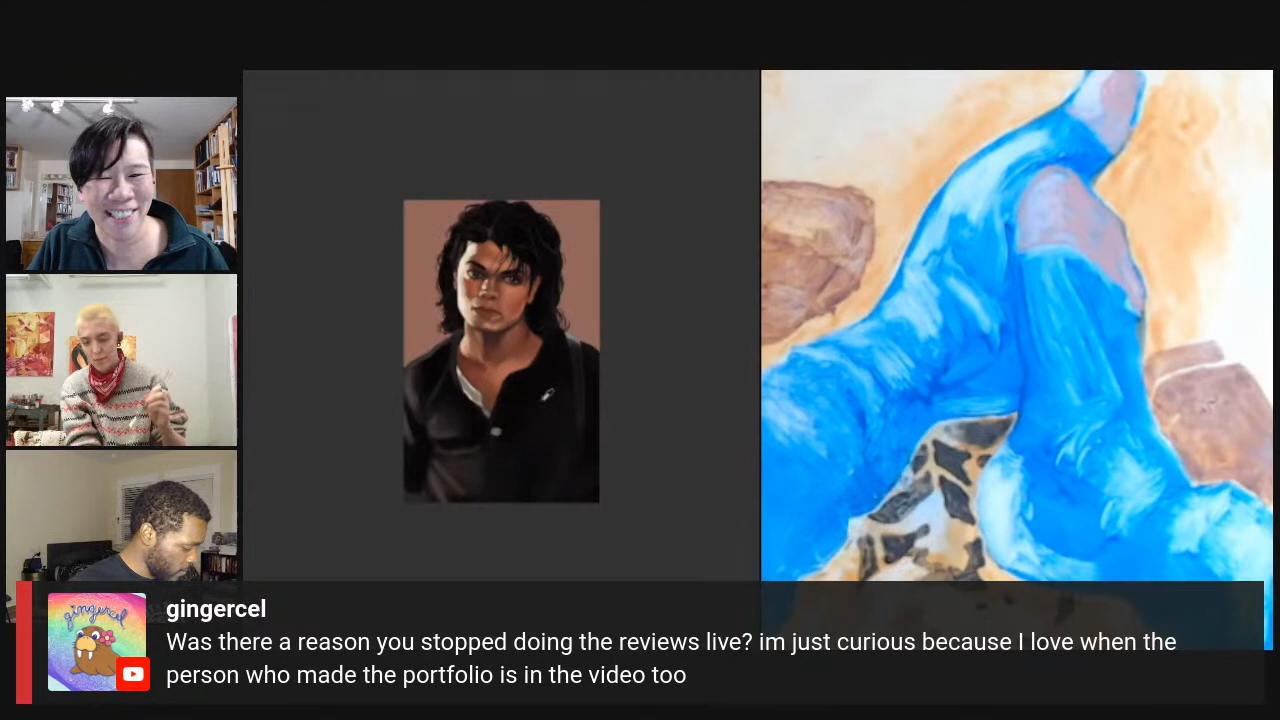 gingercel
gingercel
Was there a reason you stopped doing the reviews live? im just curious because I love when the
person who made the portfolio is in the video too